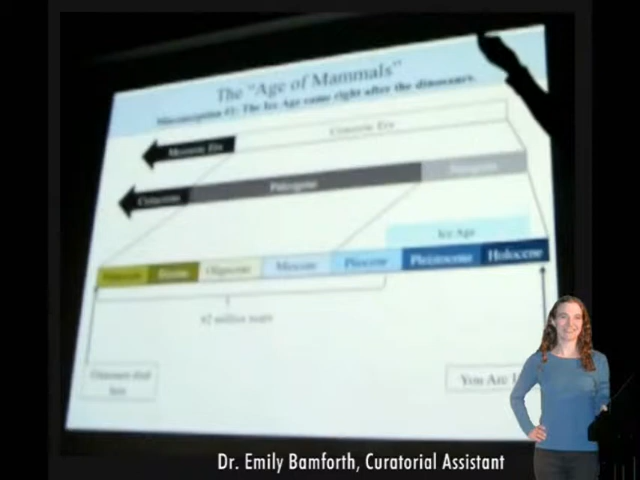 The "Age of Mammals"
Misconception #1: The Ice Age came right after the dinosaurs.
Cenozoic Era
Mesozoic Era
Neogene
Paleogene
Cretaceous
Ice Age
Paleocene Eocene Oligocene Miocene Pliocene Pleistocene Holocene
62 million years
Dinosaurs died
here
You Are
Dr. Emily Bamforth, Curatorial Assistant